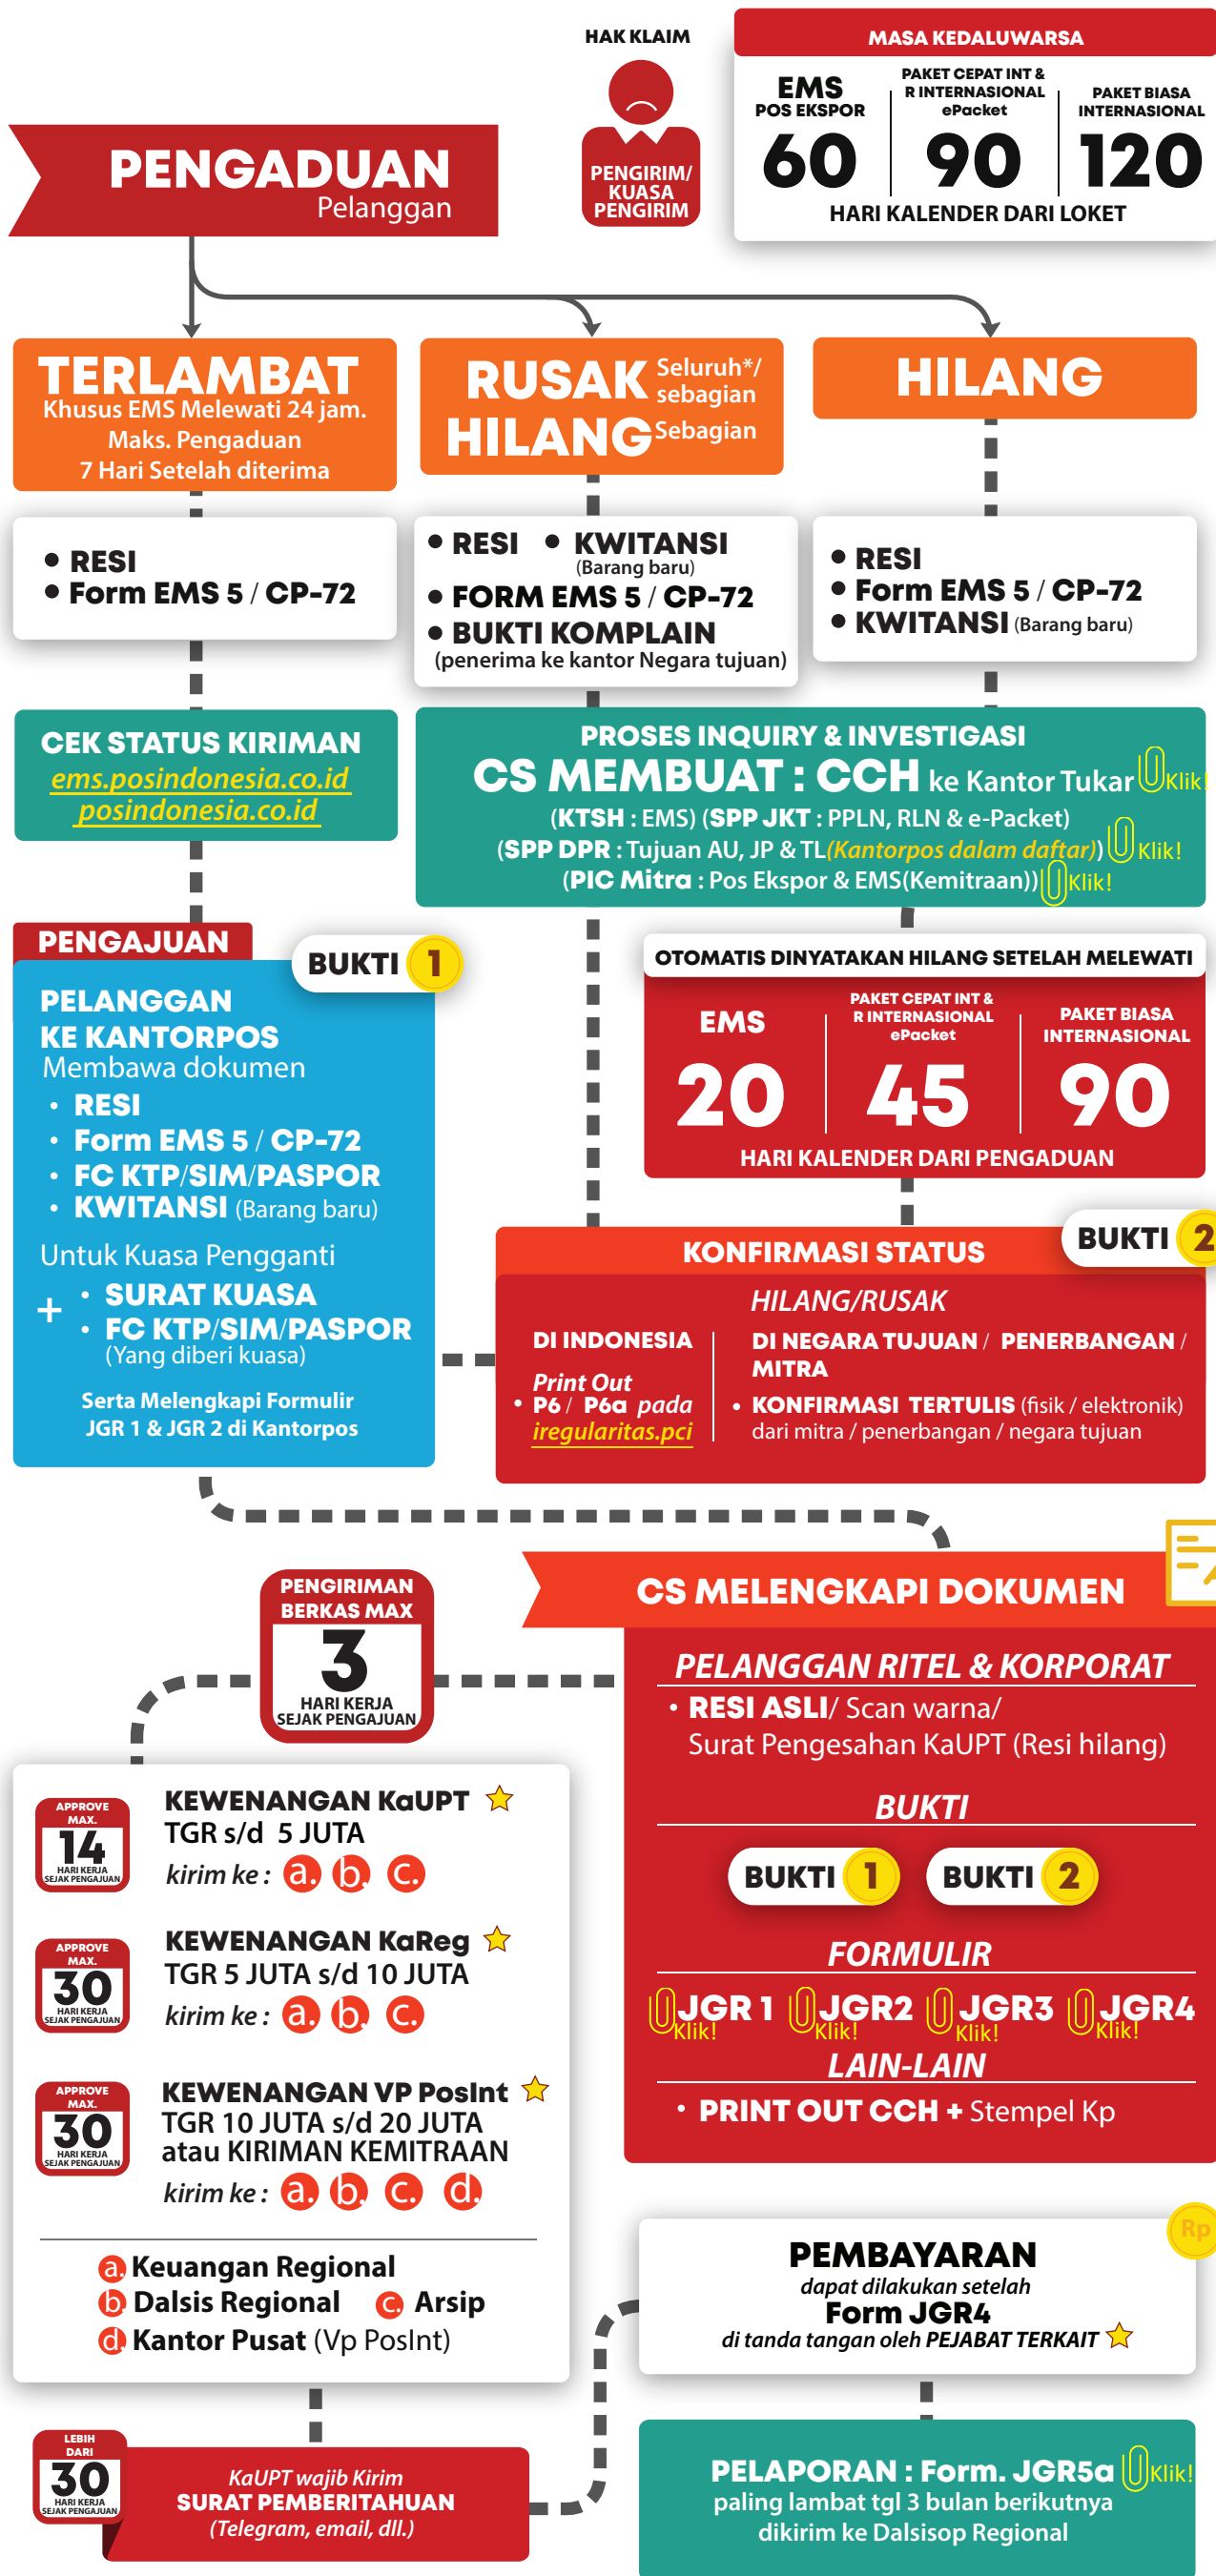 HAK KLAIM
PENGIRIM/
KUASA
PENGIRIM
MASA KEDALUWARSA
EMS
POS EKSPOR
60
PAKET CEPAT INT &
R INTERNASIONAL
ePacket
90
PAKET BIASA
INTERNASIONAL
120
HARI KALENDER DARI LOKET
PENGADUAN
Pelanggan
TERLAMBAT
Khusus EMS Melewati 24 jam.
Maks. Pengaduan
7 Hari Setelah diterima
RUSAK Seluruh*/
sebagian
HILANG Sebagian
HILANG
• RESI
• Form EMS 5 / CP-72
• RESI • KWITANSI
(Barang baru)
• FORM EMS 5 / CP-72
• BUKTI KOMPLAIN
(penerima ke kantor Negara tujuan)
• RESI
• Form EMS 5 / CP-72
• KWITANSI (Barang baru)
CEK STATUS KIRIMAN
ems.posindonesia.co.id
posindonesia.co.id
PROSES INQUIRY & INVESTIGASI
CS MEMBUAT : CCH ke Kantor Tukar Klik!
(KTSH : EMS) (SPP JKT : PPLN, RLN & e-Packet)
(SPP DPR : Tujuan AU, JP & TL(Kantorpos dalam daftar)) Klik!
(PIC Mitra : Pos Ekspor & EMS(Kemitraan)) Klik!
PENGAJUAN
BUKTI 1
PELANGGAN
KE KANTORPOS
Membawa dokumen
• RESI
• Form EMS 5 / CP-72
• FC KTP/SIM/PASPOR
• KWITANSI (Barang baru)
Untuk Kuasa Pengganti
+ • SURAT KUASA
• FC KTP/SIM/PASPOR
(Yang diberi kuasa)
Serta Melengkapi Formulir
JGR 1 & JGR 2 di Kantorpos
OTOMATIS DINYATAKAN HILANG SETELAH MELEWATI
EMS
20
PAKET CEPAT INT &
R INTERNASIONAL
ePacket
45
PAKET BIASA
INTERNASIONAL
90
HARI KALENDER DARI PENGADUAN
KONFIRMASI STATUS
BUKTI 2
HILANG/RUSAK
DI INDONESIA
Print Out
• P6 / P6a pada
iregularitas.pci
DI NEGARA TUJUAN / PENERBANGAN /
MITRA
• KONFIRMASI TERTULIS (fisik / elektronik)
dari mitra / penerbangan / negara tujuan
PENGIRIMAN
BERKAS MAX
3
HARI KERJA
SEJAK PENGAJUAN
CS MELENGKAPI DOKUMEN
PELANGGAN RITEL & KORPORAT
• RESI ASLI/ Scan warna/
Surat Pengesahan KaUPT (Resi hilang)
BUKTI
BUKTI 1 BUKTI 2
FORMULIR
JGR 1 JGR2 JGR3 JGR4
Klik! Klik! Klik! Klik!
LAIN-LAIN
• PRINT OUT CCH + Stempel Kp
APPROVE
MAX.
14
HARI KERJA
SEJAK PENGAJUAN
KEWENANGAN KaUPT
TGR s/d 5 JUTA
kirim ke : a. b. c.
APPROVE
MAX.
30
HARI KERJA
SEJAK PENGAJUAN
KEWENANGAN KaReg
TGR 5 JUTA s/d 10 JUTA
kirim ke : a. b. c.
APPROVE
MAX.
30
HARI KERJA
SEJAK PENGAJUAN
KEWENANGAN VP PosInt
TGR 10 JUTA s/d 20 JUTA
atau KIRIMAN KEMITRAAN
kirim ke : a. b. c. d.
a. Keuangan Regional
b. Dalsis Regional c. Arsip
d. Kantor Pusat (Vp PosInt)
LEBIH
DARI
30
HARI KERJA
SEJAK PENGAJUAN
KaUPT wajib Kirim
SURAT PEMBERITAHUAN
(Telegram, email, dll.)
Rp
PEMBAYARAN
dapat dilakukan setelah
Form JGR4
di tanda tangan oleh PEJABAT TERKAIT
PELAPORAN : Form. JGR5a Klik!
paling lambat tgl 3 bulan berikutnya
dikirim ke Dalsisop Regional